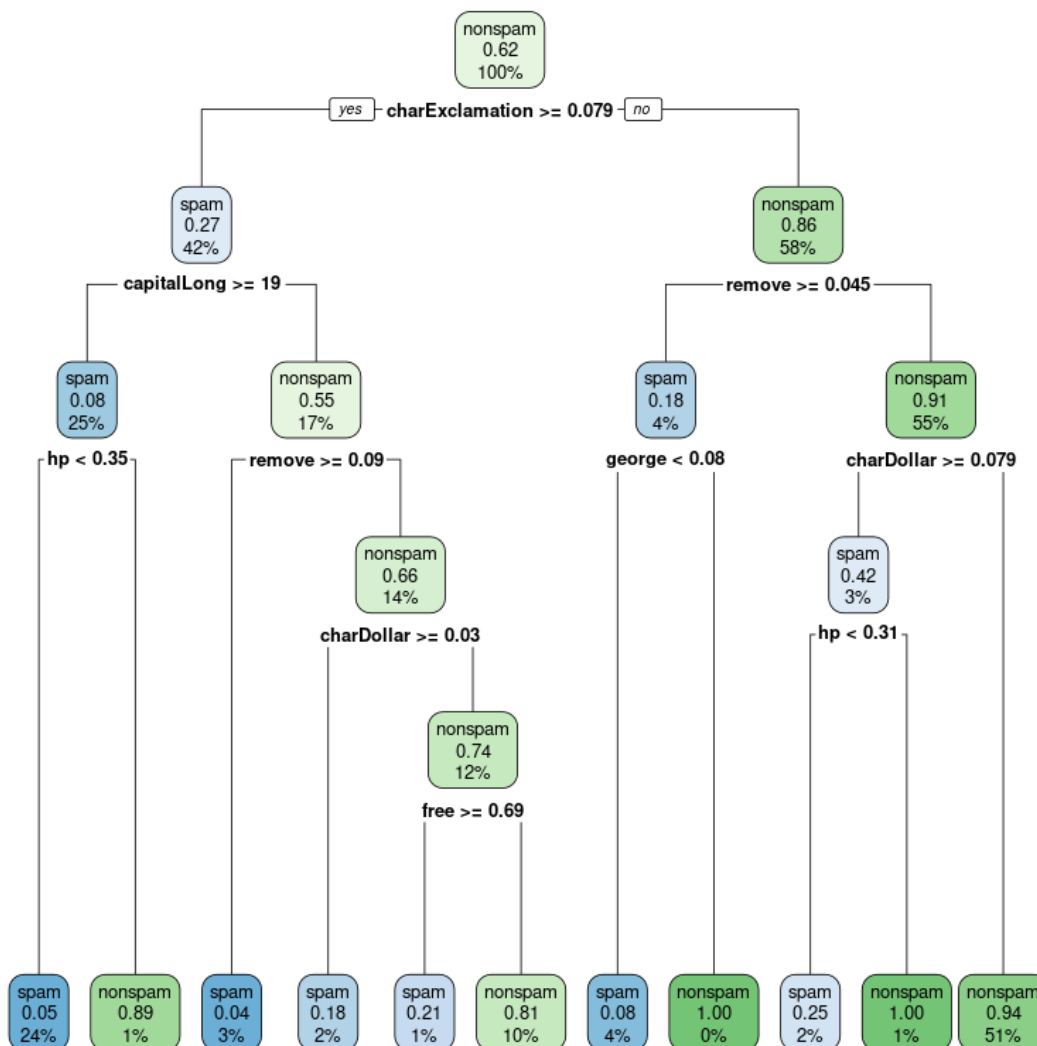 nonspam
0.62
100%
yes charExclamation >= 0.079 no
spam
0.27
42%
nonspam
0.86
58%
capitalLong >= 19
remove >= 0.045
spam
0.08
25%
nonspam
0.55
17%
spam
0.18
4%
nonspam
0.91
55%
hp < 0.35
remove >= 0.09
george < 0.08
charDollar >= 0.079
nonspam
0.66
14%
spam
0.42
3%
charDollar >= 0.03
hp < 0.31
nonspam
0.74
12%
free >= 0.69
spam
0.05
24%
nonspam
0.89
1%
spam
0.04
3%
spam
0.18
2%
spam
0.21
1%
nonspam
0.81
10%
spam
0.08
4%
nonspam
1.00
0%
spam
0.25
2%
nonspam
1.00
1%
nonspam
0.94
51%